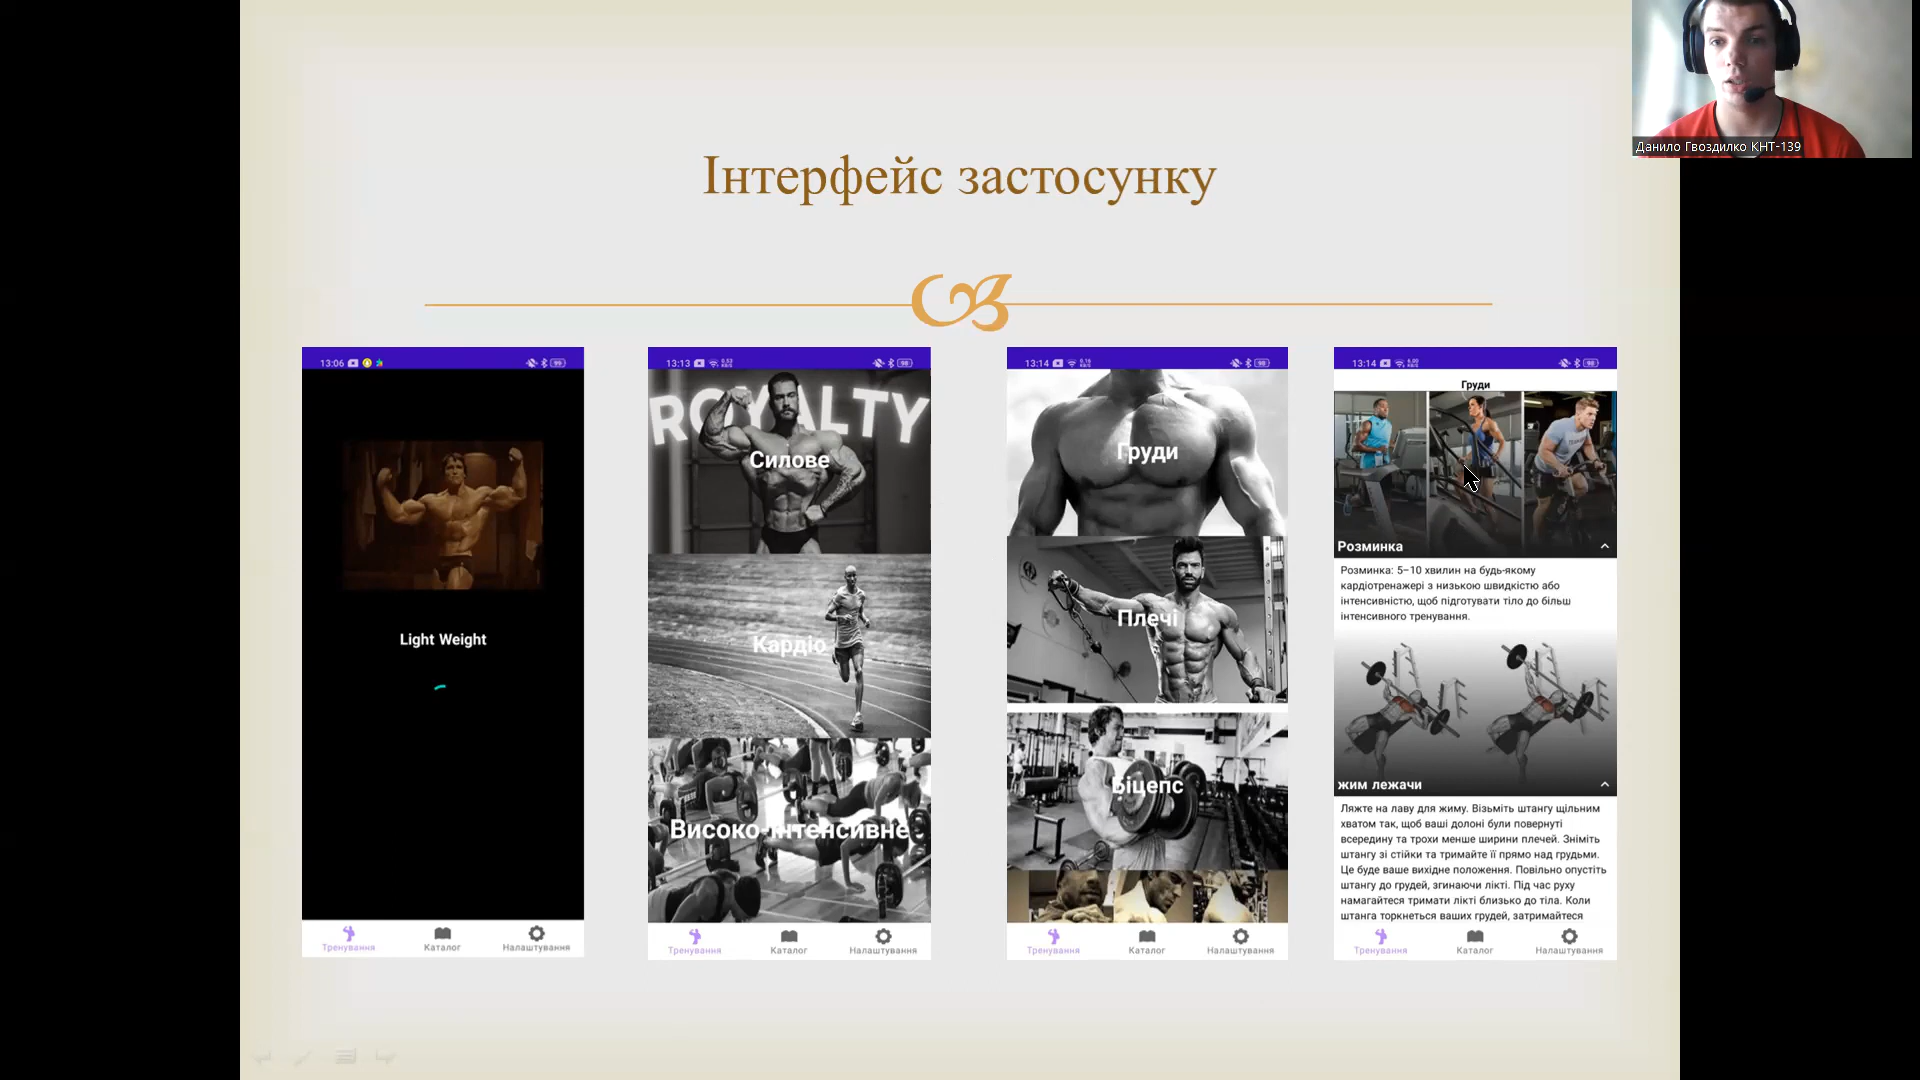 Данило Гвоздилко КНТ-139
Інтерфейс застосунку
13:06
99
Light Weight
Тренування Каталог Налаштування
13:13
98
ROYALTY
Силове
Кардіо
Високо-інтенсивне
Тренування Каталог Налаштування
13:14
98
Груди
Плечі
Біцепс
Тренування Каталог Налаштування
13:14
98
Груди
Розминка
Розминка: 5–10 хвилин на будь-якому
кардіотренажері з низькою швидкістю або
інтенсивністю, щоб підготувати тіло до більш
інтенсивного тренування.
жим лежачи
Ляжте на лаву для жиму. Візьміть штангу щільним
хватом так, щоб ваші долоні були повернуті
всередину та трохи менше ширини плечей. Зніміть
штангу зі стійки та тримайте її прямо над грудьми.
Це буде ваше вихідне положення. Повільно опустіть
штангу до грудей, згинаючи лікті. Під час руху
намагайтеся тримати лікті близько до тіла. Коли
штанга торкнеться ваших грудей, затримайтеся
Тренування Каталог Налаштування